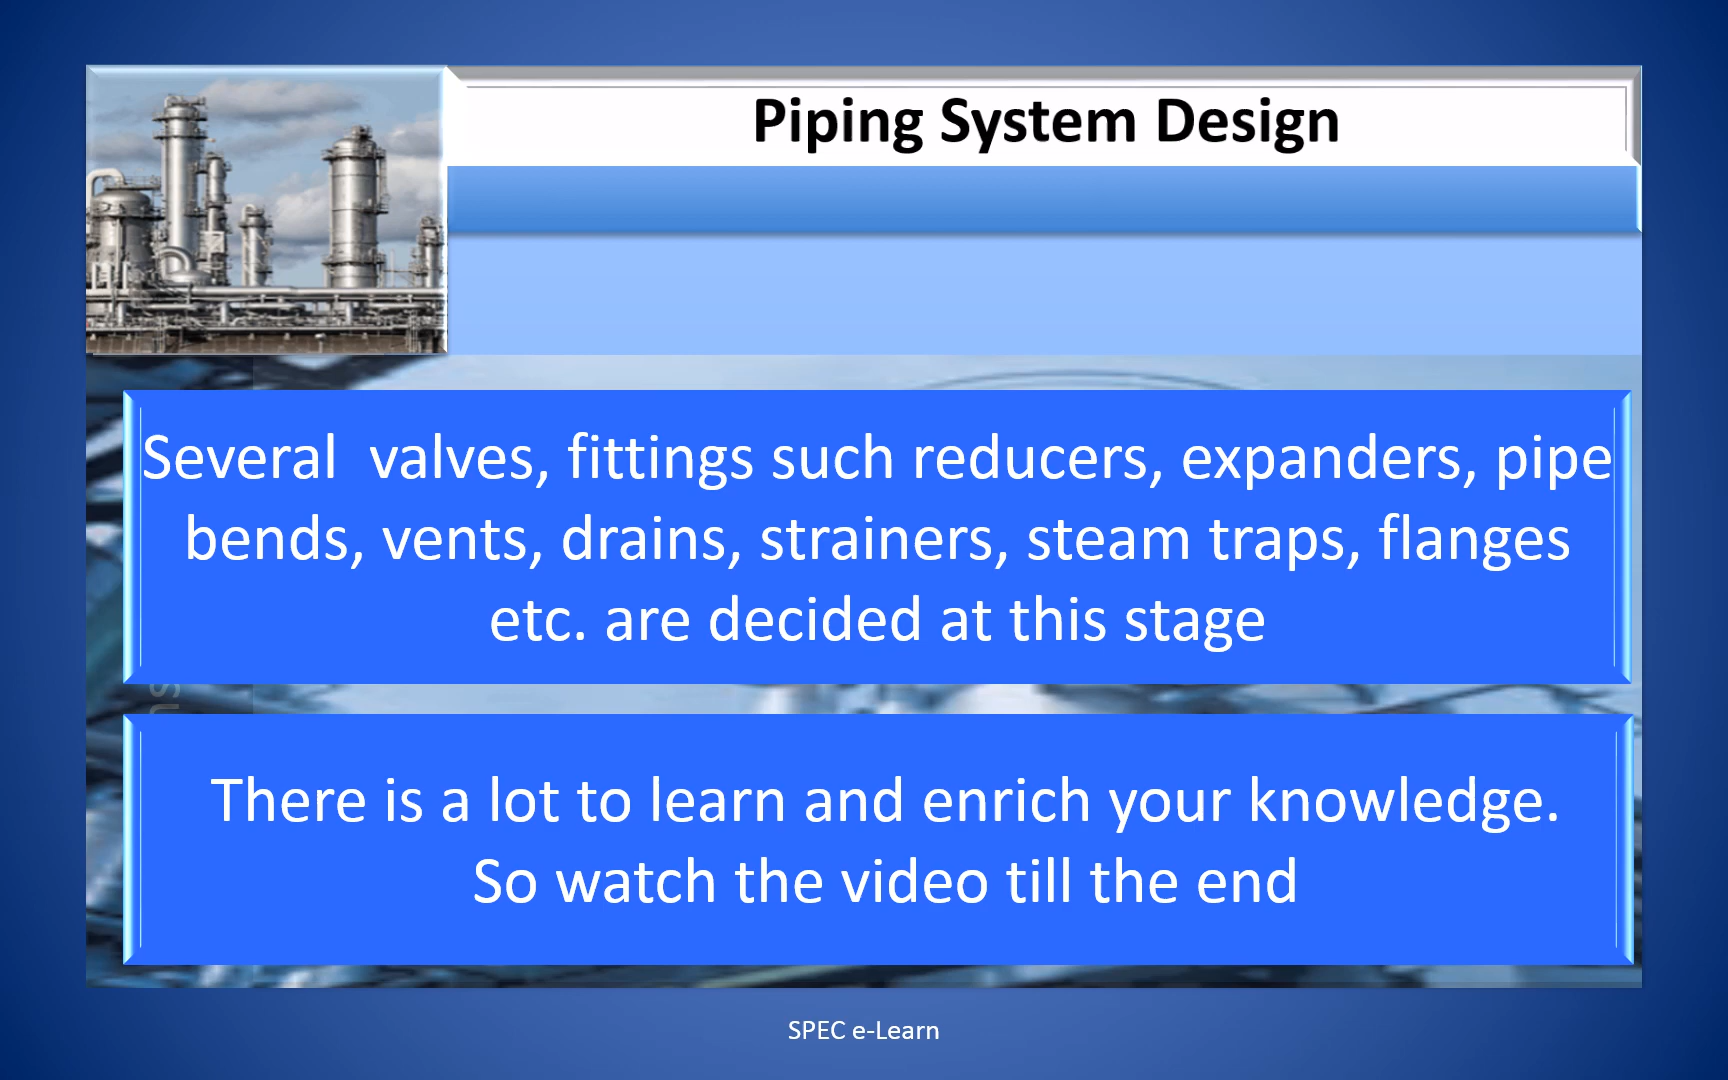 Piping System Design
Several  valves, fittings such reducers, expanders, pipe
bends, vents, drains, strainers, steam traps, flanges
etc. are decided at this stage
There is a lot to learn and enrich your knowledge.
So watch the video till the end
SPEC e-Learn